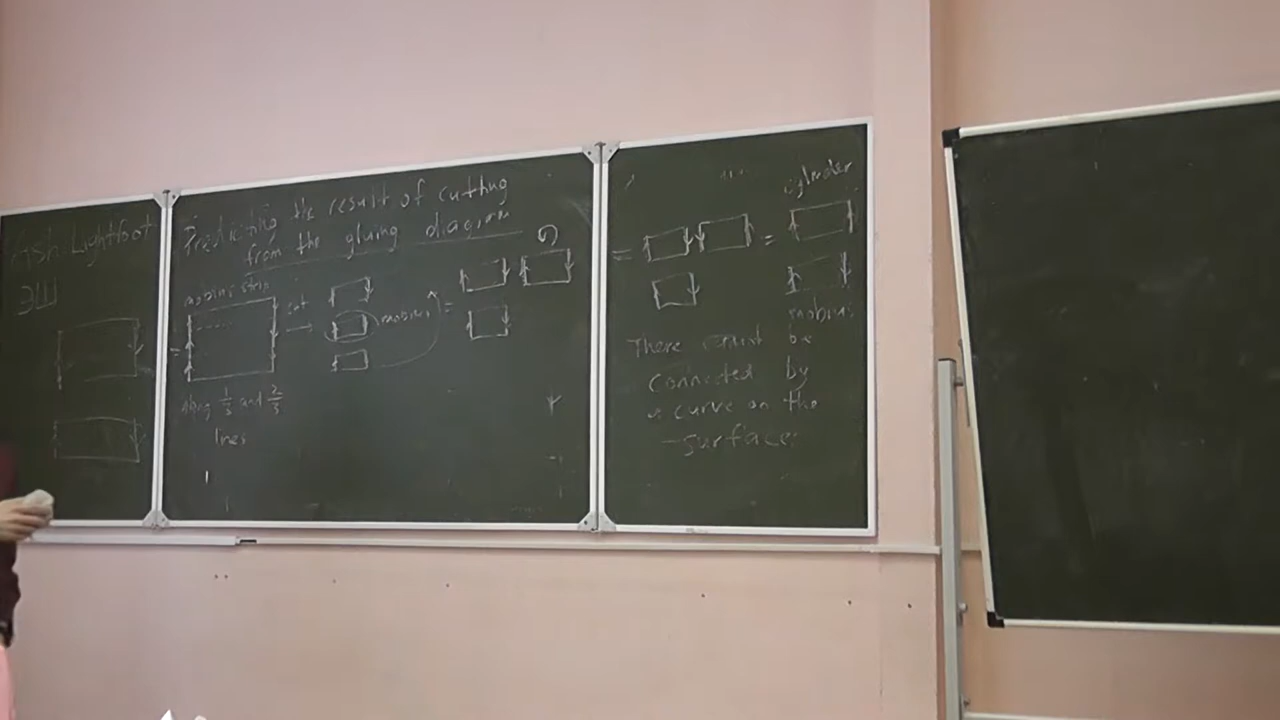 Ash Lightfoot
ЭШ
Predicting the result of cutting
from the gluing diagram
mobius strip
cut
mobius
=
along 1/3 and 2/3
lines
=
=
cylinder
mobius
There cannot be
connected by
a curve on the
surface